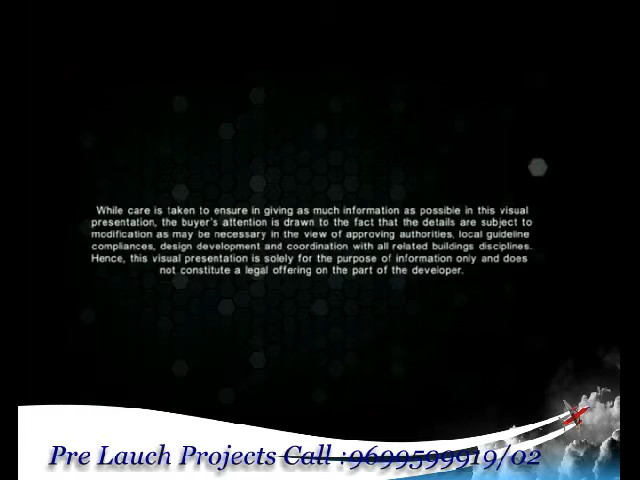 While care is taken to ensure in giving as much information as possible in this visual
presentation, the buyer's attention is drawn to the fact that the details are subject to
modification as may be necessary in the view of approving authorities, local guideline
compliances, design development and coordination with all related buildings disciplines.
Hence, this visual presentation is solely for the purpose of information only and does
not constitute a legal offering on the part of the developer.
Pre Lauch Projects Call :9699599919/02